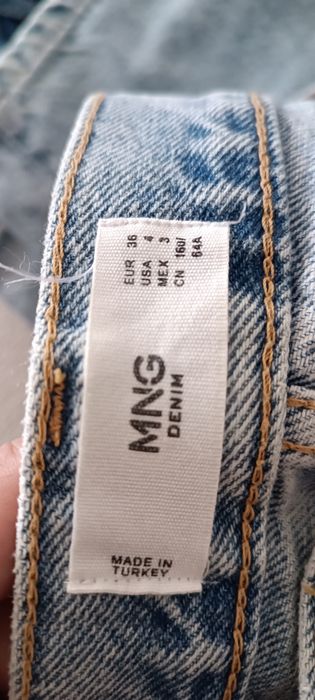 EUR 36
USA 4
MEX 3
CN 160/
64A
MNG
DENIM
MADE IN
TURKEY